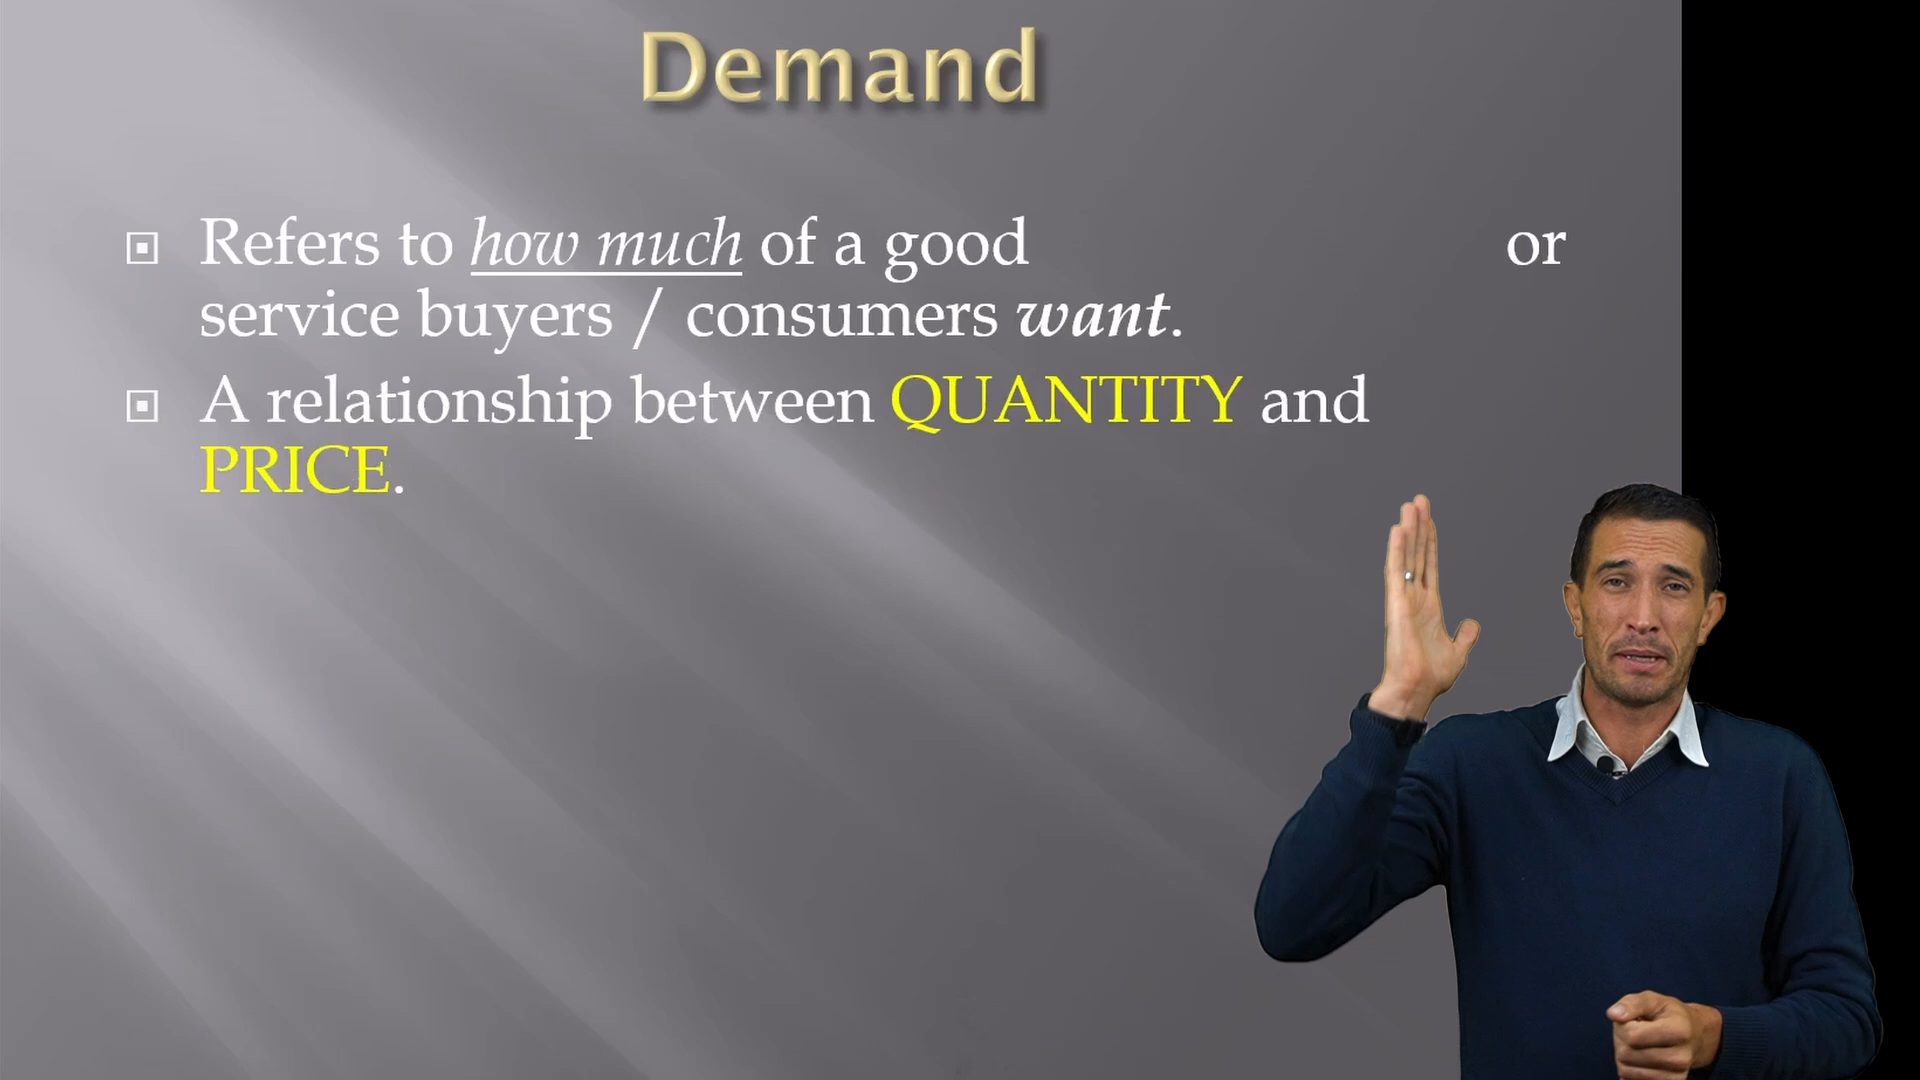 Demand
Refers to how much of a good or
service buyers / consumers want.
A relationship between QUANTITY and
PRICE.